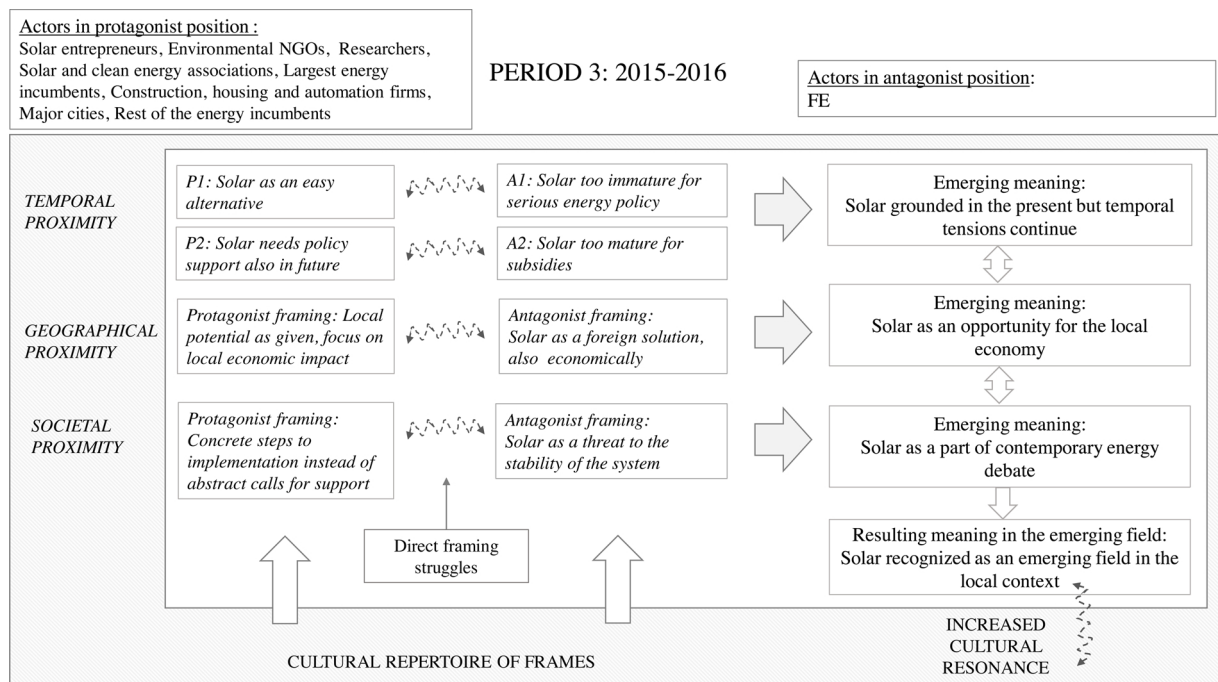 Actors in protagonist position :
Solar entrepreneurs, Environmental NGOs, Researchers,
Solar and clean energy associations, Largest energy
incumbents, Construction, housing and automation firms,
Major cities, Rest of the energy incumbents
PERIOD 3: 2015-2016
Actors in antagonist position:
FE
TEMPORAL
PROXIMITY
P1: Solar as an easy
alternative
A1: Solar too immature for
serious energy policy
P2: Solar needs policy
support also in future
A2: Solar too mature for
subsidies
Emerging meaning:
Solar grounded in the present but temporal
tensions continue
GEOGRAPHICAL
PROXIMITY
Protagonist framing: Local
potential as given, focus on
local economic impact
Antagonist framing:
Solar as a foreign solution,
also economically
Emerging meaning:
Solar as an opportunity for the local
economy
SOCIETAL
PROXIMITY
Protagonist framing:
Concrete steps to
implementation instead of
abstract calls for support
Antagonist framing:
Solar as a threat to the
stability of the system
Emerging meaning:
Solar as a part of contemporary energy
debate
Direct framing
struggles
Resulting meaning in the emerging field:
Solar recognized as an emerging field in the
local context
CULTURAL REPERTOIRE OF FRAMES
INCREASED
CULTURAL
RESONANCE